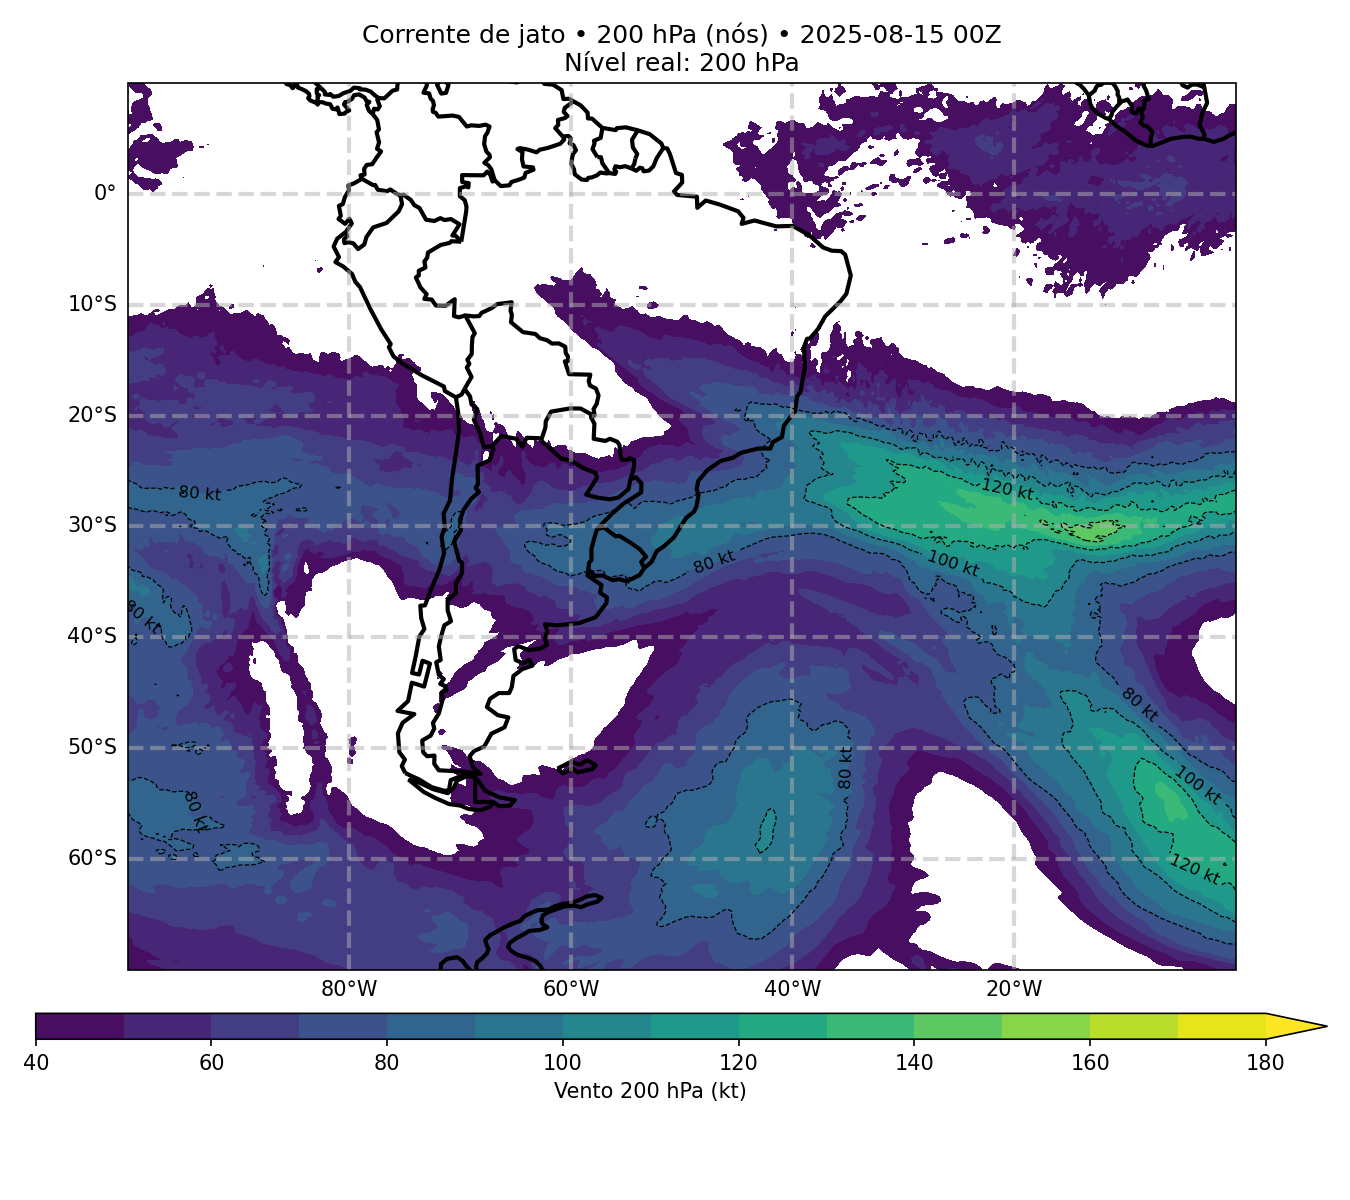 Corrente de jato • 200 hPa (nós) • 2025-08-15 00Z
Nível real: 200 hPa
0°
10°S
20°S
30°S
40°S
50°S
60°S
80 kt
120 kt
80 kt
100 kt
80 kt
80 kt
80 kt
100 kt
80 kt
120 kt
80°W
60°W
40°W
20°W
40
60
80
100
120
140
160
180
Vento 200 hPa (kt)